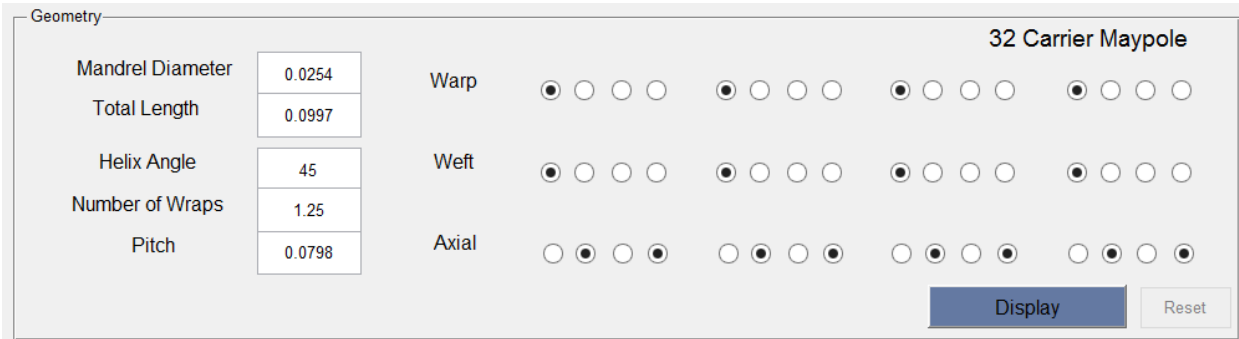 Geometry
32 Carrier Maypole
Mandrel Diameter 0.0254
Total Length 0.0997
Helix Angle 45
Number of Wraps 1.25
Pitch 0.0798
Warp
Weft
Axial
Display Reset